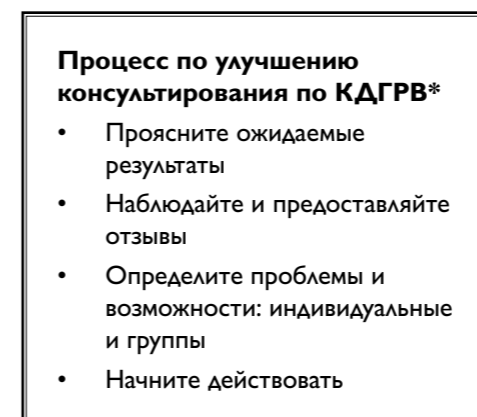 Процесс по улучшению
консультирования по КДГРВ*
• Проясните ожидаемые
результаты
• Наблюдайте и предоставляйте
отзывы
• Определите проблемы и
возможности: индивидуальные
и группы
• Начните действовать